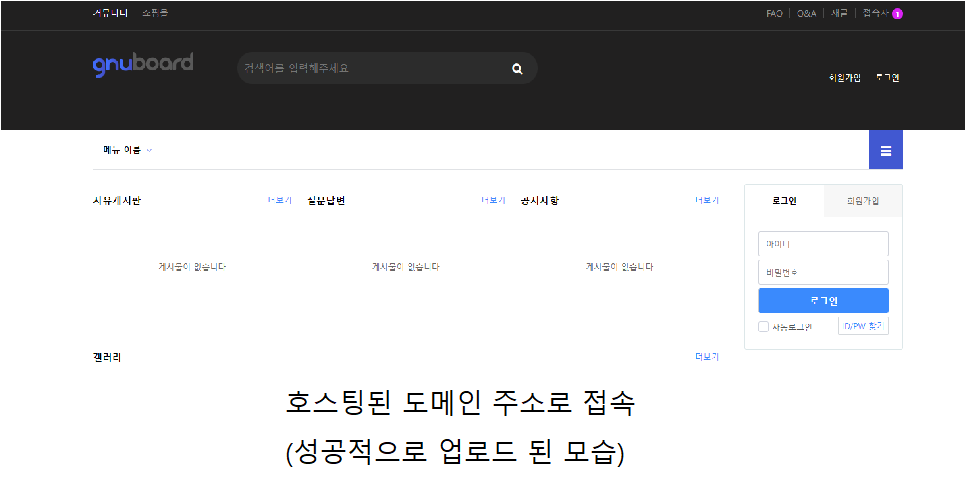 커뮤니티 쇼핑몰 FAQ Q&A 새글 접속자 1
gnuboard 검색어를 입력해주세요
회원가입 로그인
메뉴 이름
자유게시판 더보기 질문답변 더보기 공지사항 더보기 로그인 회원가입
아이디
게시물이 없습니다 게시물이 없습니다 게시물이 없습니다 비밀번호
로그인
자동로그인 ID/PW 찾기
갤러리 더보기
호스팅된 도메인 주소로 접속
(성공적으로 업로드 된 모습)